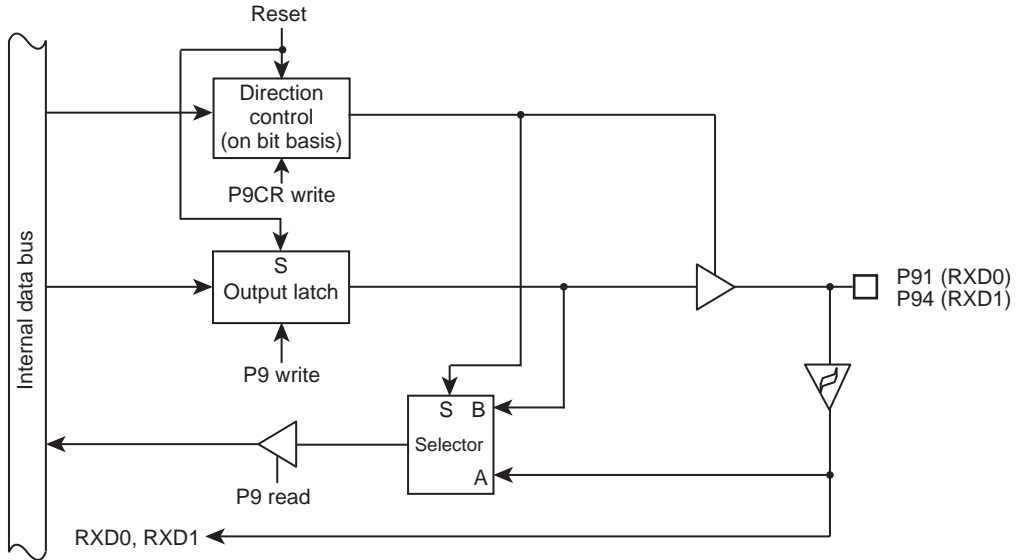 Reset
Direction
control
(on bit basis)
P9CR write
Internal data bus
S
Output latch
P9 write
P91 (RXD0)
P94 (RXD1)
S B
Selector
A
P9 read
RXD0, RXD1